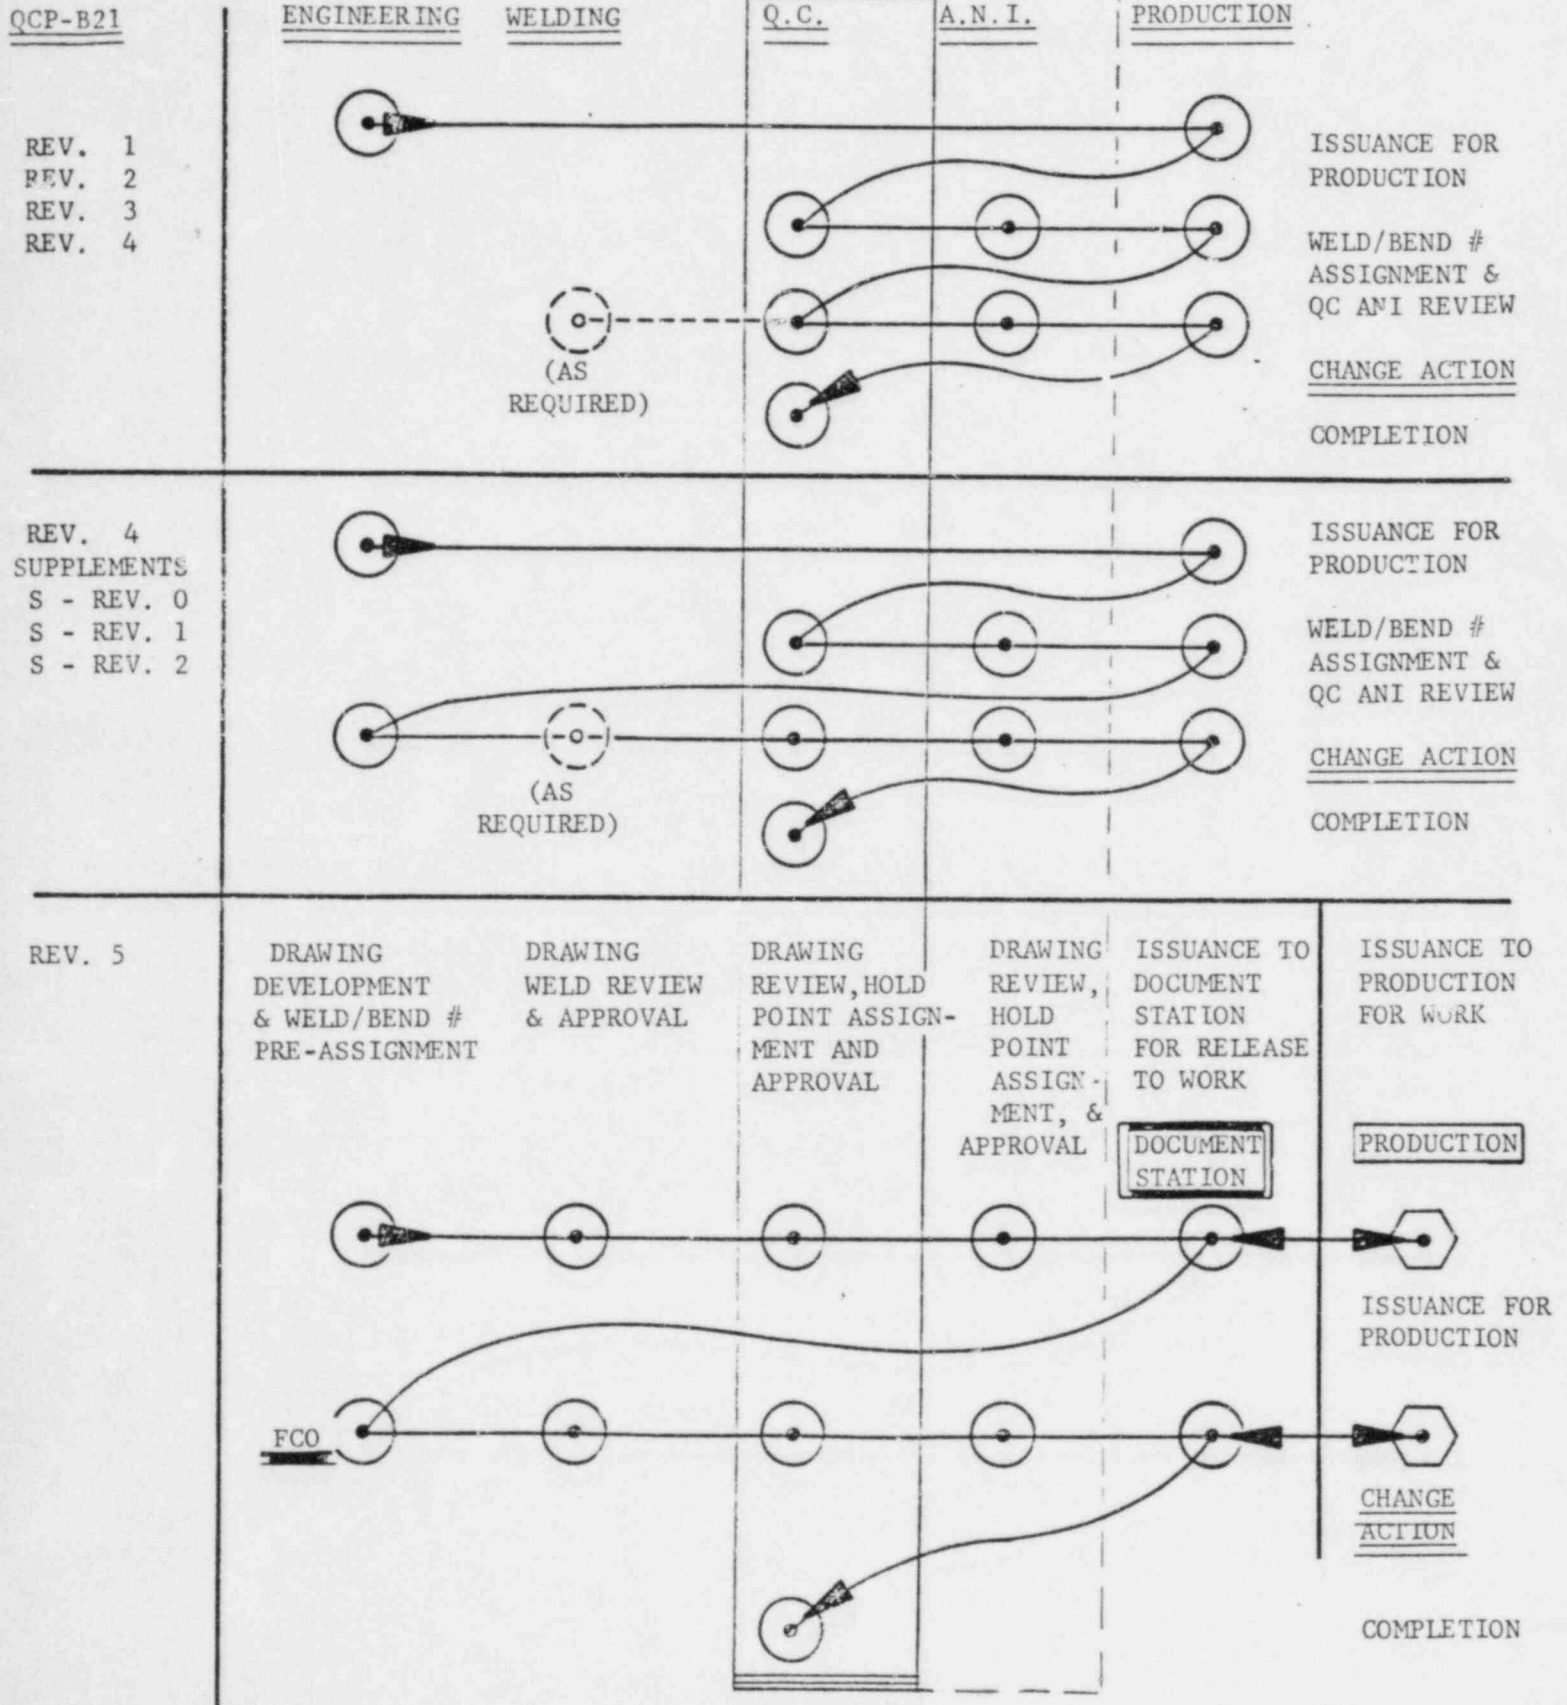 QCP-B21
ENGINEERING
WELDING
Q.C.
A.N.I.
PRODUCTION
REV. 1
REV. 2
REV. 3
REV. 4
ISSUANCE FOR
PRODUCTION
WELD/BEND #
ASSIGNMENT &
QC ANI REVIEW
CHANGE ACTION
COMPLETION
(AS
REQUIRED)
REV. 4
SUPPLEMENTS
S - REV. 0
S - REV. 1
S - REV. 2
ISSUANCE FOR
PRODUCTION
WELD/BEND #
ASSIGNMENT &
QC ANI REVIEW
CHANGE ACTION
COMPLETION
(AS
REQUIRED)
REV. 5
DRAWING
DEVELOPMENT
& WELD/BEND #
PRE-ASSIGNMENT
DRAWING
WELD REVIEW
& APPROVAL
DRAWING
REVIEW,HOLD
POINT ASSIGN-
MENT AND
APPROVAL
DRAWING
REVIEW,
HOLD
POINT
ASSIGN-
MENT, &
APPROVAL
ISSUANCE TO
DOCUMENT
STATION
FOR RELEASE
TO WORK
DOCUMENT
STATION
ISSUANCE TO
PRODUCTION
FOR WORK
PRODUCTION
ISSUANCE FOR
PRODUCTION
FCO
CHANGE
ACTION
COMPLETION